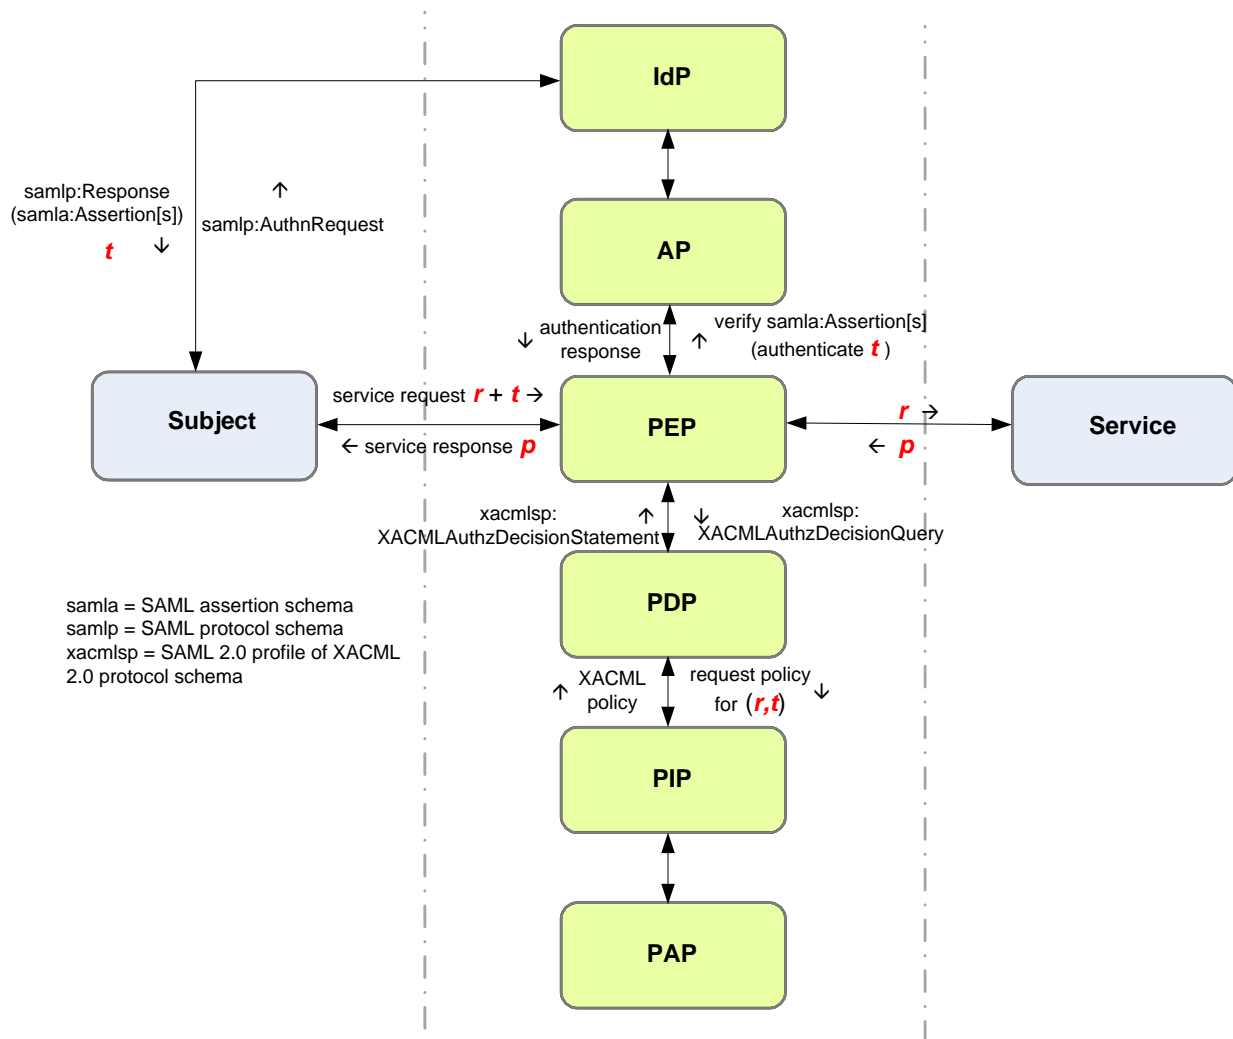 IdP
samlp:Response
(samla:Assertion[s])
t ↓
↑
samlp:AuthnRequest
AP
↓ authentication
response
↑ verify samla:Assertion[s]
(authenticate t )
Subject
service request r + t →
← service response p
PEP
r →
← p
Service
xacmlsp: ↑
XACMLAuthzDecisionStatement
↓ xacmlsp:
XACMLAuthzDecisionQuery
PDP
samla = SAML assertion schema
samlp = SAML protocol schema
xacmlsp = SAML 2.0 profile of XACML
2.0 protocol schema
↑ XACML
policy
request policy ↓
for (r,t)
PIP
PAP